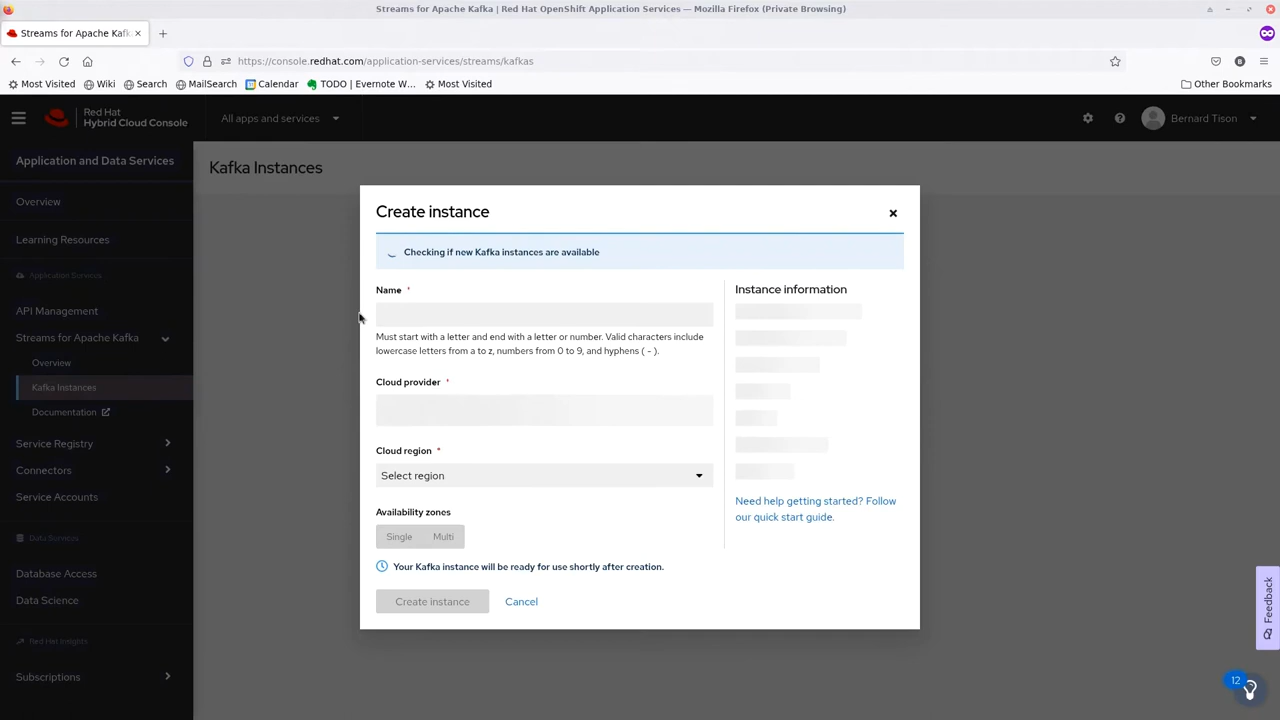 Streams for Apache Kafka | Red Hat OpenShift Application Services — Mozilla Firefox (Private Browsing)
Streams for Apache Kafk
https://console.redhat.com/application-services/streams/kafkas
Most Visited
Wiki
Search
MailSearch
Calendar
TODO | Evernote W...
Most Visited
Other Bookmarks
Red Hat
Hybrid Cloud Console
All apps and services
Bernard Tison
Application and Data Services
Overview
Learning Resources
Application Services
API Management
Streams for Apache Kafka
Overview
Kafka Instances
Documentation
Service Registry
Connectors
Service Accounts
Data Services
Database Access
Data Science
Red Hat Insights
Subscriptions
Kafka Instances
Create instance
Checking if new Kafka instances are available
Name *
Must start with a letter and end with a letter or number. Valid characters include
lowercase letters from a to z, numbers from 0 to 9, and hyphens ( - ).
Cloud provider *
Cloud region *
Select region
Availability zones
Single
Multi
Your Kafka instance will be ready for use shortly after creation.
Create instance
Cancel
Instance information
Need help getting started? Follow
our quick start guide.
Feedback
12